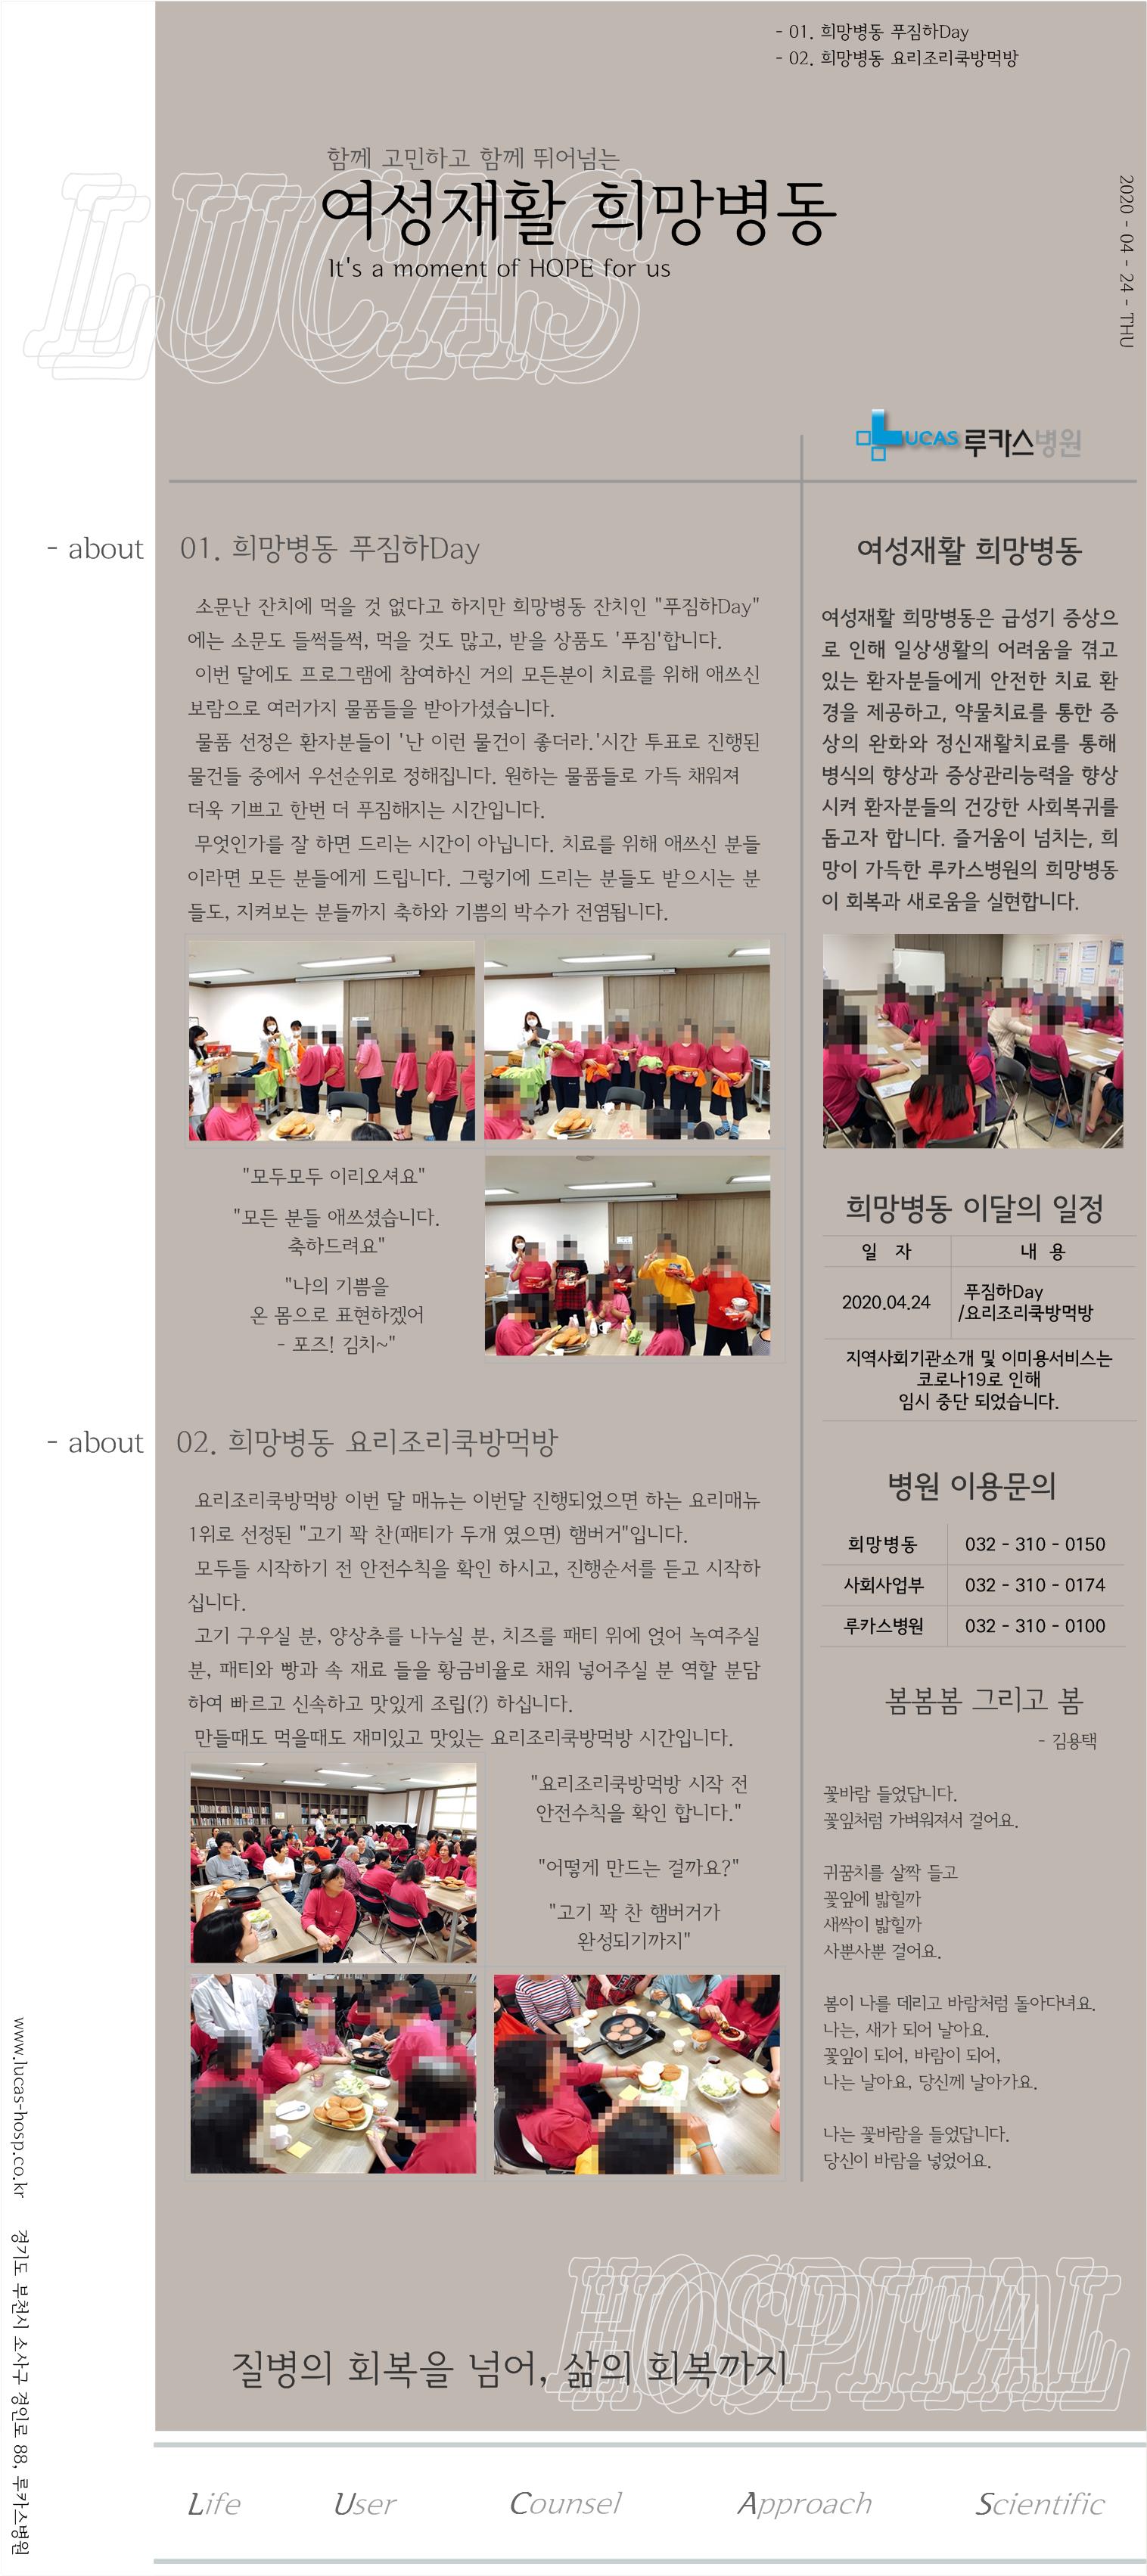 - 01. 희망병동 푸짐하Day
- 02. 희망병동 요리조리쿡방먹방
함께 고민하고 함께 뛰어넘는
LUCAS
여성재활 희망병동
It's a moment of HOPE for us
2020 - 04 - 24 - THU
LUCAS 루카스병원
- about
01. 희망병동 푸짐하Day
소문난 잔치에 먹을 것 없다고 하지만 희망병동 잔치인 "푸짐하Day"
에는 소문도 들썩들썩, 먹을 것도 많고, 받을 상품도 '푸짐'합니다.
이번 달에도 프로그램에 참여하신 거의 모든분이 치료를 위해 애쓰신
보람으로 여러가지 물품들을 받아가셨습니다.
물품 선정은 환자분들이 '난 이런 물건이 좋더라.'시간 투표로 진행된
물건들 중에서 우선순위로 정해집니다. 원하는 물품들로 가득 채워져
더욱 기쁘고 한번 더 푸짐해지는 시간입니다.
무엇인가를 잘 하면 드리는 시간이 아닙니다. 치료를 위해 애쓰신 분들
이라면 모든 분들에게 드립니다. 그렇기에 드리는 분들도 받으시는 분
들도, 지켜보는 분들까지 축하와 기쁨의 박수가 전염됩니다.
"모두모두 이리오셔요"
"모든 분들 애쓰셨습니다.
축하드려요"
"나의 기쁨을
온 몸으로 표현하겠어
- 포즈! 김치~"
- about
02. 희망병동 요리조리쿡방먹방
요리조리쿡방먹방 이번 달 매뉴는 이번달 진행되었으면 하는 요리매뉴
1위로 선정된 "고기 꽉 찬(패티가 두개 였으면) 햄버거"입니다.
모두들 시작하기 전 안전수칙을 확인 하시고, 진행순서를 듣고 시작하
십니다.
고기 구우실 분, 양상추를 나누실 분, 치즈를 패티 위에 얹어 녹여주실
분, 패티와 빵과 속 재료 들을 황금비율로 채워 넣어주실 분 역할 분담
하여 빠르고 신속하고 맛있게 조립(?) 하십니다.
만들때도 먹을때도 재미있고 맛있는 요리조리쿡방먹방 시간입니다.
"요리조리쿡방먹방 시작 전
안전수칙을 확인 합니다."
"어떻게 만드는 걸까요?"
"고기 꽉 찬 햄버거가
완성되기까지"
여성재활 희망병동
여성재활 희망병동은 급성기 증상으
로 인해 일상생활의 어려움을 겪고
있는 환자분들에게 안전한 치료 환
경을 제공하고, 약물치료를 통한 증
상의 완화와 정신재활치료를 통해
병식의 향상과 증상관리능력을 향상
시켜 환자분들의 건강한 사회복귀를
돕고자 합니다. 즐거움이 넘치는, 희
망이 가득한 루카스병원의 희망병동
이 회복과 새로움을 실현합니다.
희망병동 이달의 일정
일 자 내 용
2020.04.24 푸짐하Day
/요리조리쿡방먹방
지역사회기관소개 및 이미용서비스는
코로나19로 인해
임시 중단 되었습니다.
병원 이용문의
희망병동 032 - 310 - 0150
사회사업부 032 - 310 - 0174
루카스병원 032 - 310 - 0100
봄봄봄 그리고 봄
- 김용택
꽃바람 들었답니다.
꽃잎처럼 가벼워져서 걸어요.
뒤꿈치를 살짝 들고
꽃잎에 밟힐까
새싹이 밟힐까
사뿐사뿐 걸어요.
봄이 나를 데리고 바람처럼 돌아다녀요.
나는, 새가 되어 날아요.
꽃잎이 되어, 바람이 되어,
나는 날아요, 당신께 날아가요.
나는 꽃바람을 들었답니다.
당신이 바람을 넣었어요.
HOSPITAL
질병의 회복을 넘어, 삶의 회복까지
www.lucas-hosp.co.kr 경기도 부천시 소사구 경인로 88, 루카스병원
Life User Counsel Approach Scientific